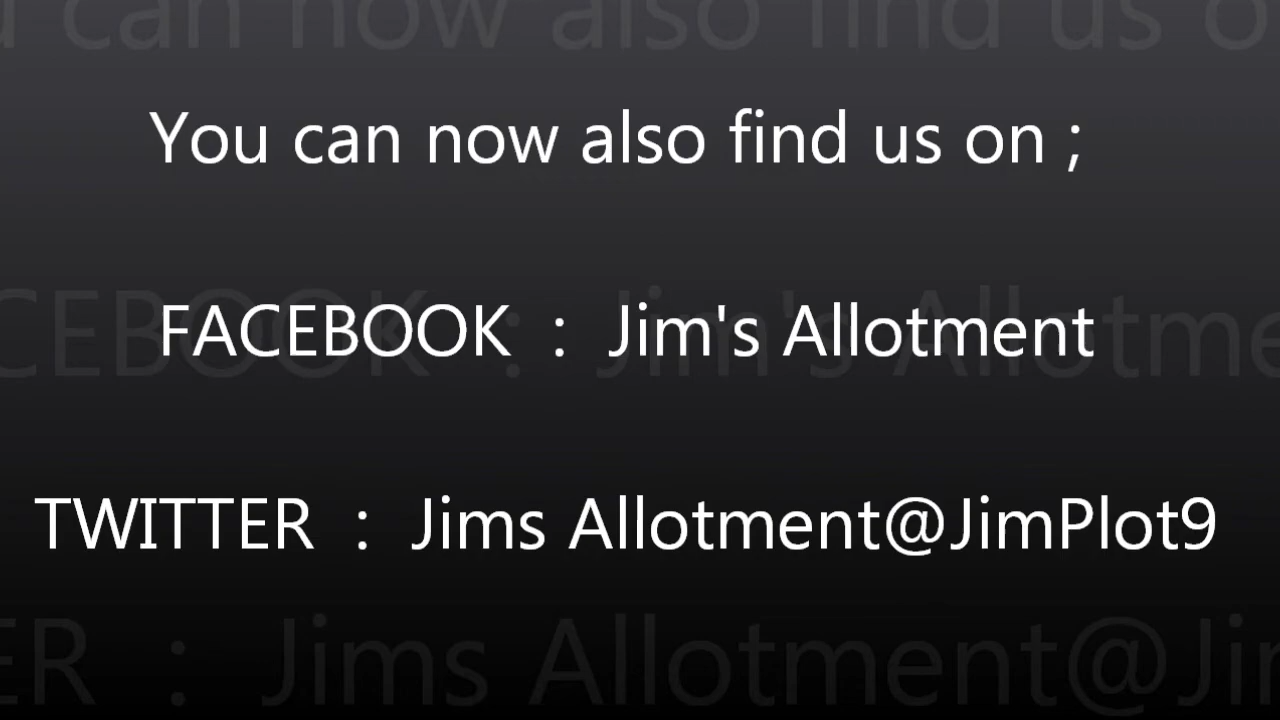 You can now also find us on ;
FACEBOOK : Jim's Allotment
TWITTER : Jims Allotment@JimPlot9